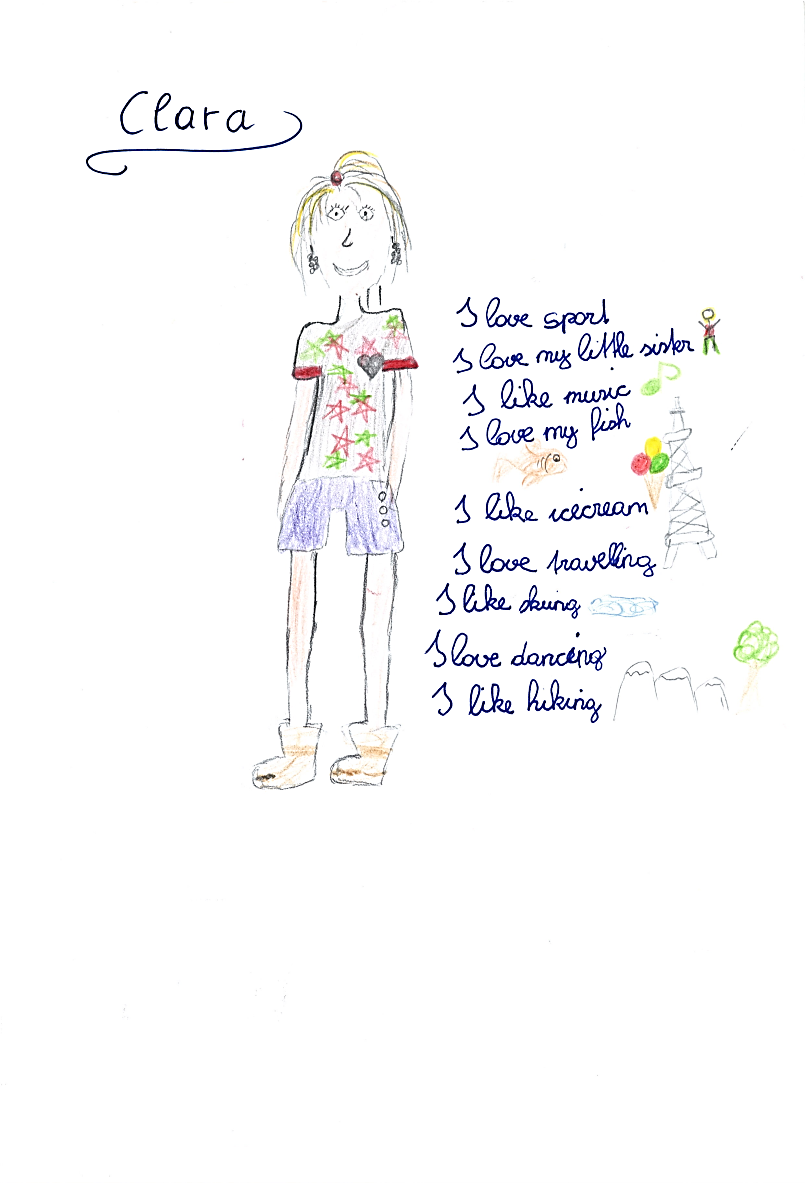 Clara
I love sport
I love my little sister
I like music
I love my fish
I like icecream
I love travelling
I like skiing
I love dancing
I like hiking